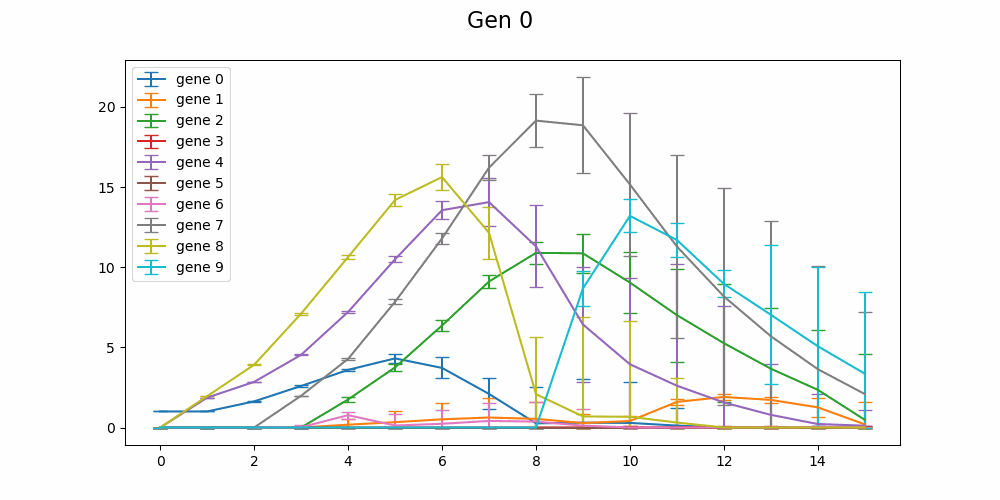 Gen 0
gene 0
gene 1
gene 2
gene 3
gene 4
gene 5
gene 6
gene 7
gene 8
gene 9
20
15
10
5
0
0 2 4 6 8 10 12 14